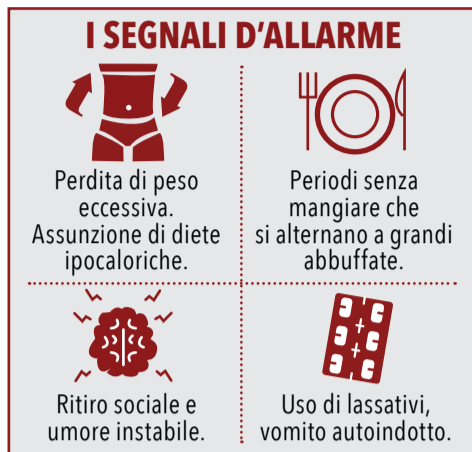 I SEGNALI D'ALLARME
Perdita di peso
eccessiva.
Assunzione di diete
ipocaloriche.
Periodi senza
mangiare che
si alternano a grandi
abbuffate.
Ritiro sociale e
umore instabile.
Uso di lassativi,
vomito autoindotto.